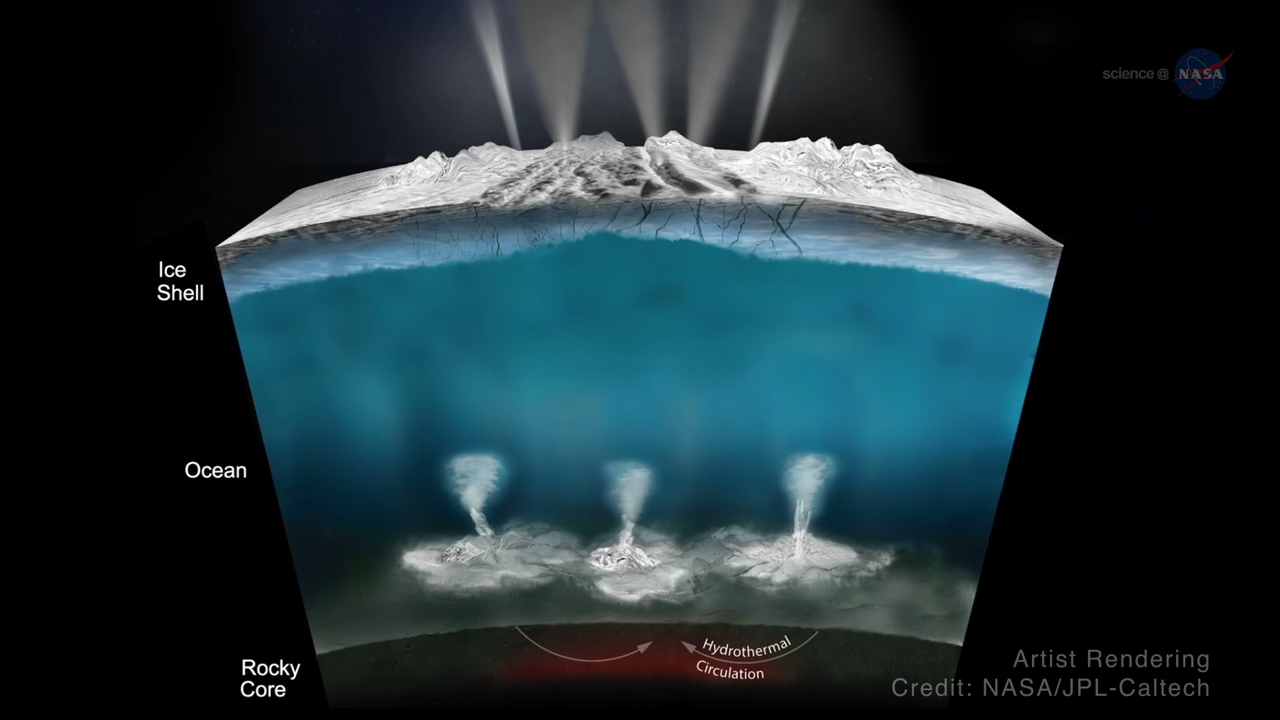 science @ NASA
Ice
Shell
Ocean
Hydrothermal
Circulation
Rocky
Core
Artist Rendering
Credit: NASA/JPL-Caltech